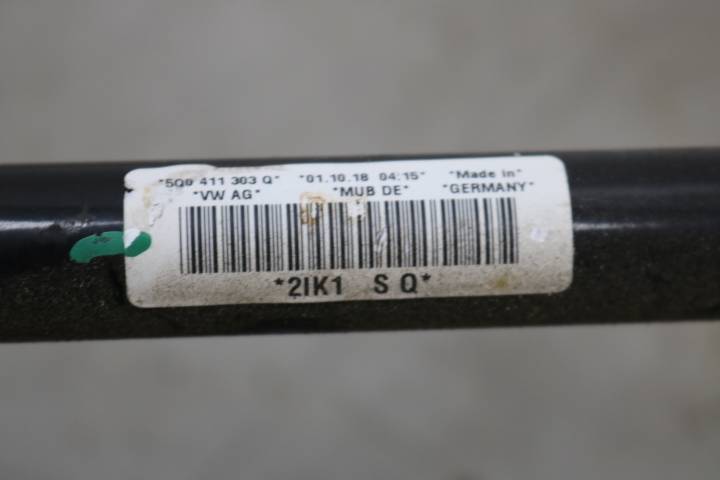 *5Q0 411 303 Q* *01.10.18 04:15* *Made in*
*VW AG* *MUB DE* *GERMANY*
*2IK1 S Q*